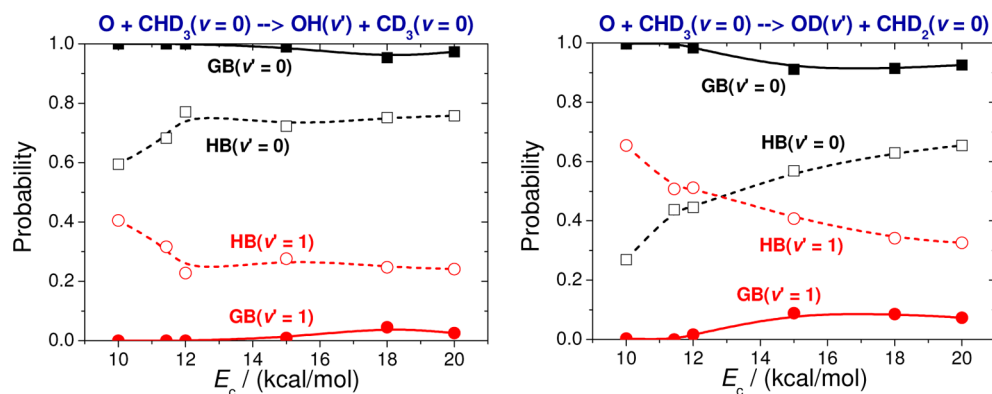 O + CHD3(v = 0) --> OH(v') + CD3(v = 0)
1.0
0.8
0.6
0.4
0.2
0.0
Probability
GB(v' = 0)
HB(v' = 0)
HB(v' = 1)
GB(v' = 1)
10 12 14 16 18 20
Ec / (kcal/mol)
O + CHD3(v = 0) --> OD(v') + CHD2(v = 0)
1.0
0.8
0.6
0.4
0.2
0.0
Probability
GB(v' = 0)
HB(v' = 0)
HB(v' = 1)
GB(v' = 1)
10 12 14 16 18 20
Ec / (kcal/mol)